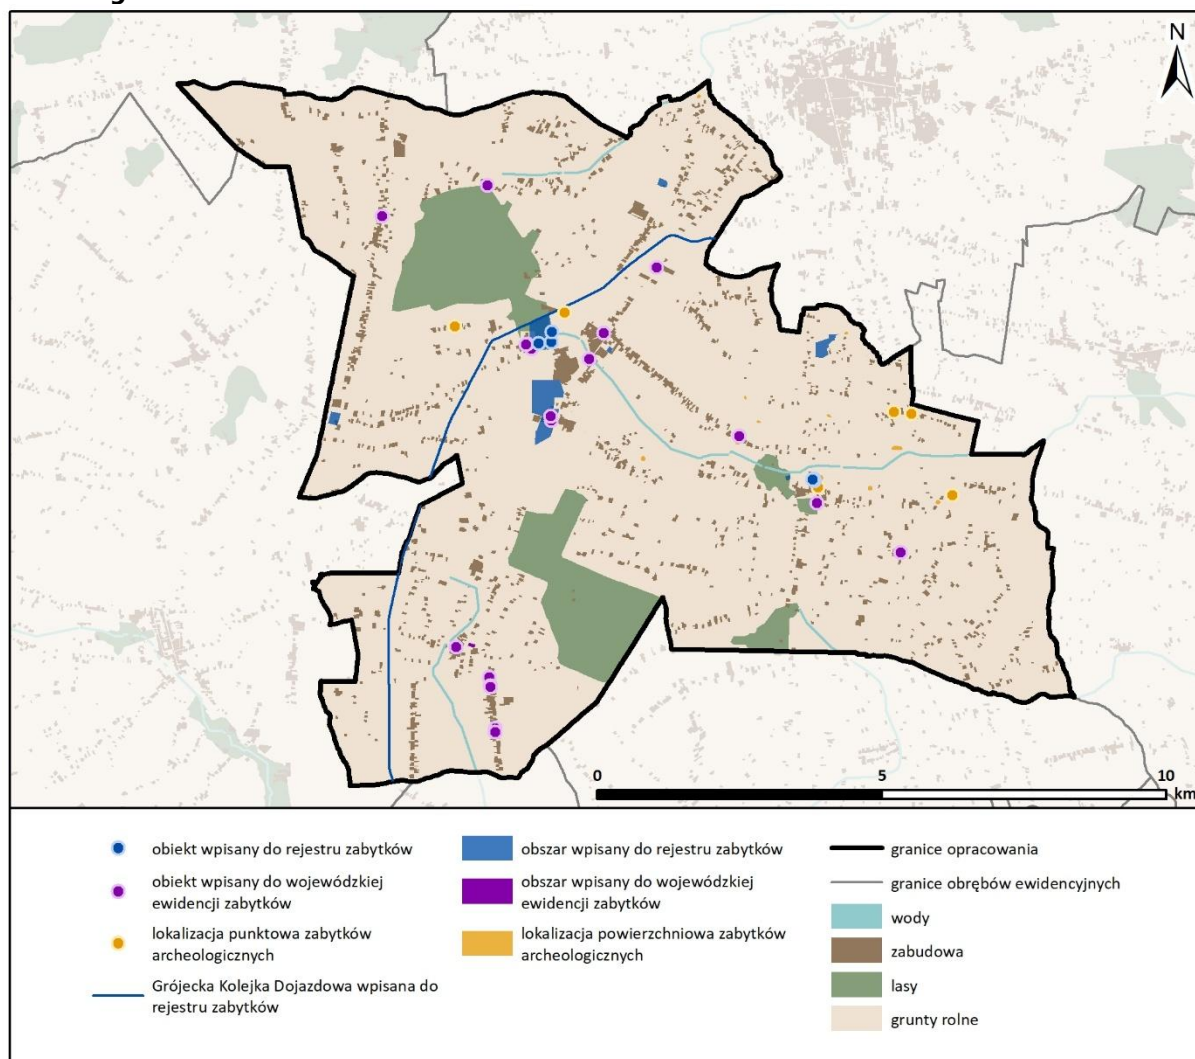 N
0 5 10
km
obiekt wpisany do rejestru zabytków
obiekt wpisany do wojewódzkiej
ewidencji zabytków
lokalizacja punktowa zabytków
archeologicznych
Grójecka Kolejka Dojazdowa wpisana do
rejestru zabytków
obszar wpisany do rejestru zabytków
obszar wpisany do wojewódzkiej
ewidencji zabytków
lokalizacja powierzchniowa zabytków
archeologicznych
granice opracowania
granice obrębów ewidencyjnych
wody
zabudowa
lasy
grunty rolne